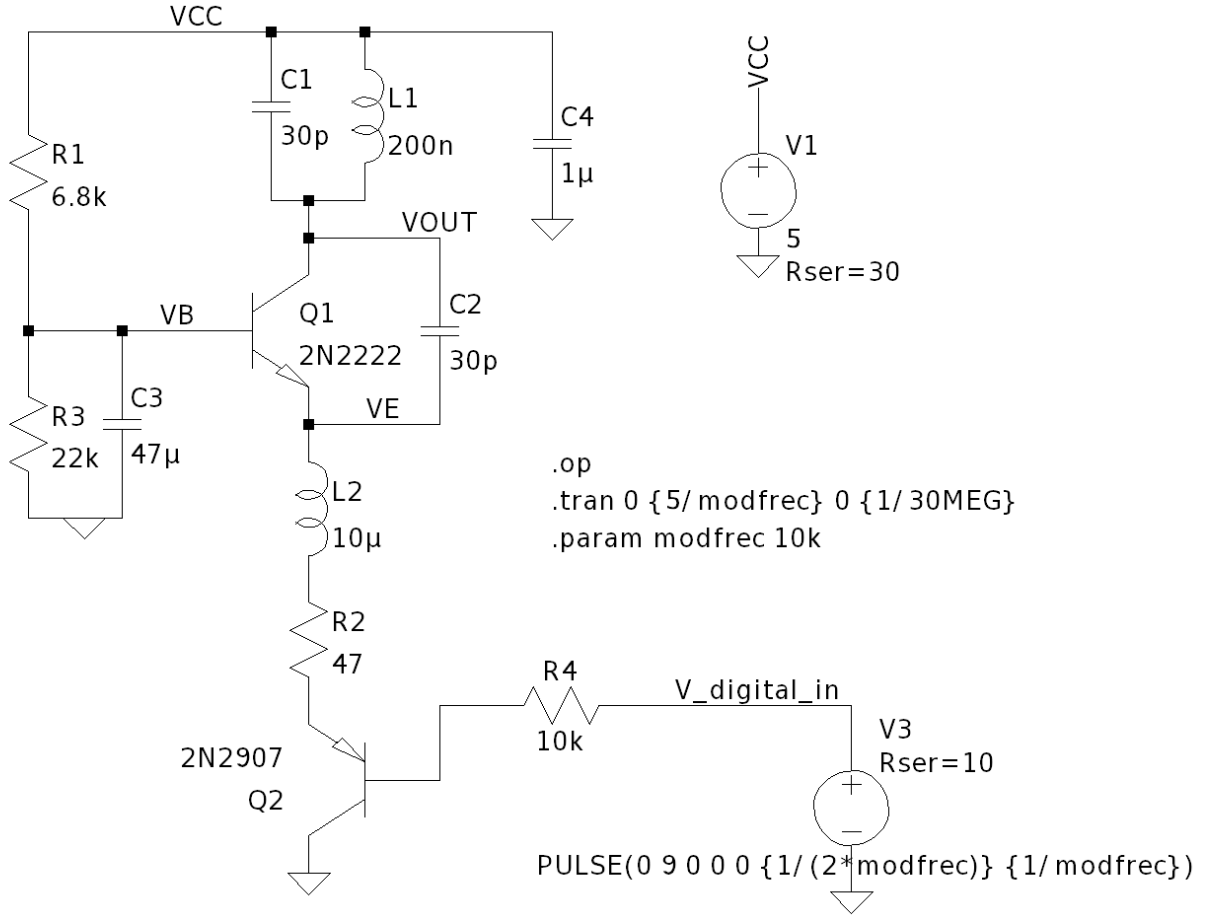 VCC
C1
30p
L1
200n
C4
1µ
VCC
V1
5
Rser=30
R1
6.8k
VOUT
VB
Q1
2N2222
C2
30p
R3
22k
C3
47µ
VE
L2
10µ
.op
.tran 0 {5/modfrec} 0 {1/30MEG}
.param modfrec 10k
R2
47
R4
10k
V_digital_in
2N2907
Q2
V3
Rser=10
PULSE(0 9 0 0 0 {1/(2*modfrec)} {1/modfrec})